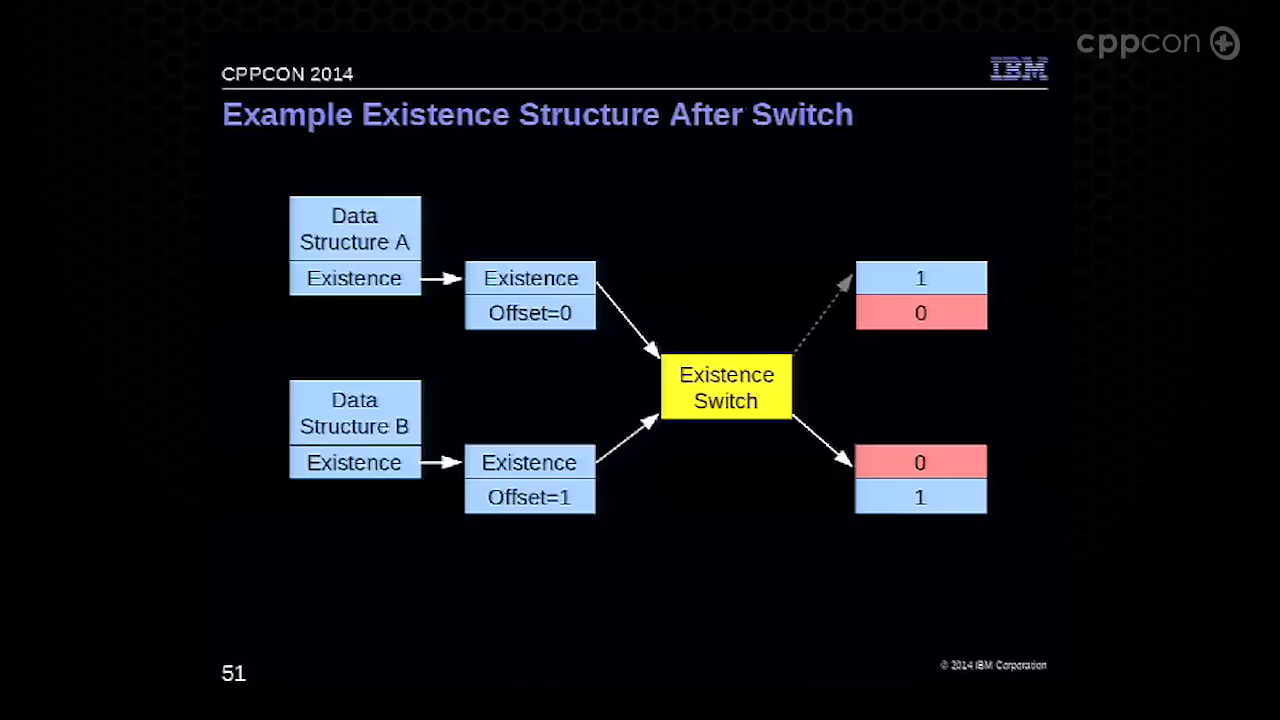 cppcon
CPPCON 2014
IBM
Example Existence Structure After Switch
Data
Structure A
Existence
Existence
Offset=0
1
0
Existence
Switch
Data
Structure B
Existence
Existence
Offset=1
0
1
51
© 2014 IBM Corporation